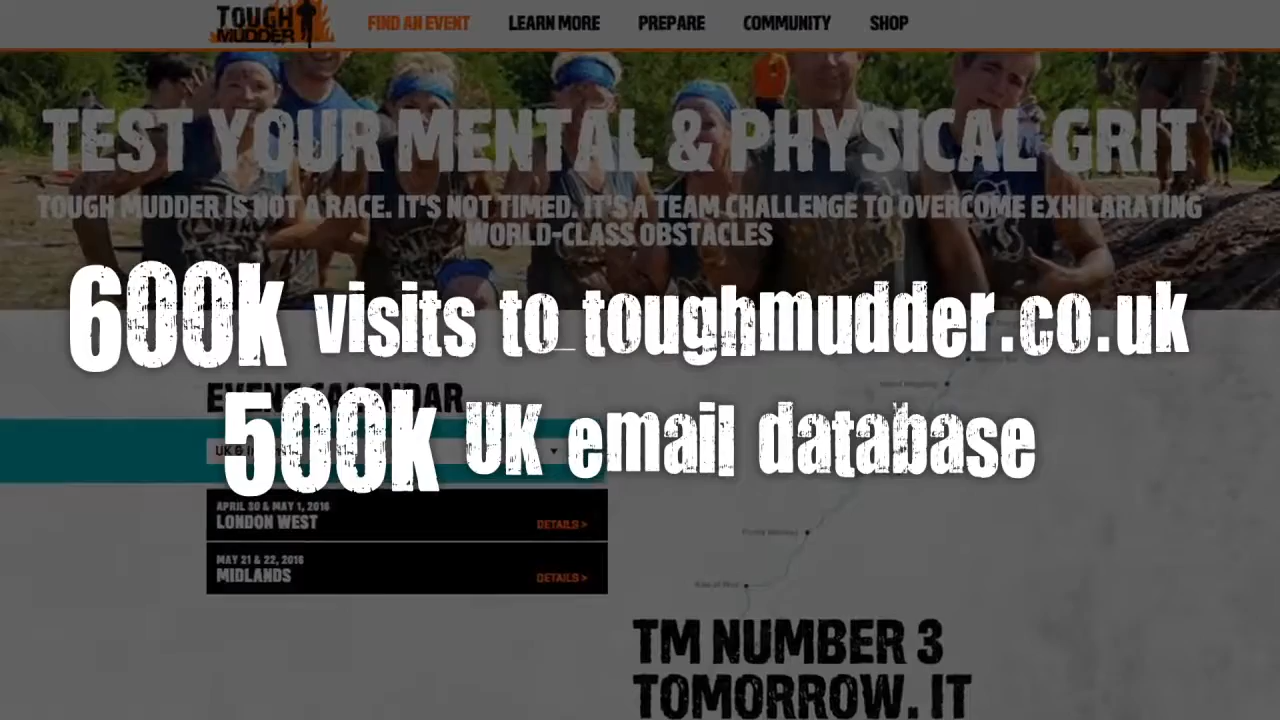 TOUGH
MUDDER
FIND AN EVENT
LEARN MORE
PREPARE
COMMUNITY
SHOP
TEST YOUR MENTAL & PHYSICAL GRIT
TOUGH MUDDER IS NOT A RACE. IT'S NOT TIMED. IT'S A TEAM CHALLENGE TO OVERCOME EXHILARATING
WORLD-CLASS OBSTACLES
600k visits to toughmudder.co.uk
EVENT CALENDAR
500k UK email database
UK &
APRIL 30 & MAY 1, 2016
LONDON WEST
DETAILS >
MAY 21 & 22, 2016
MIDLANDS
DETAILS >
TM NUMBER 3
TOMORROW. IT